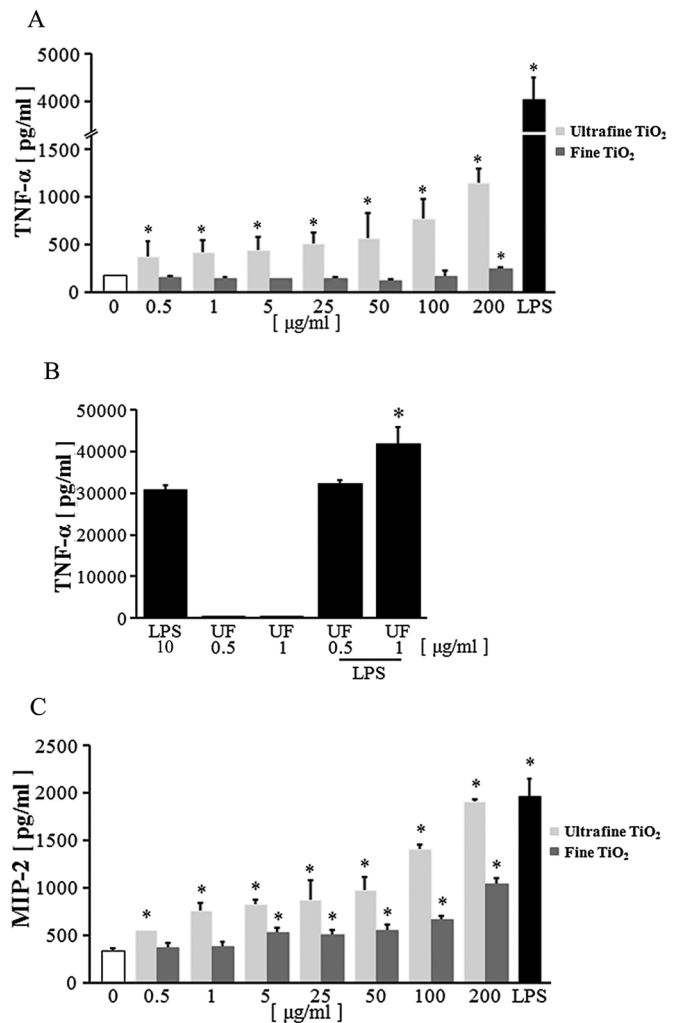 A
TNF-α [ pg/ml ]
5000
4000
1500
1000
500
0
* * * * * * * * *
Ultrafine TiO₂
Fine TiO₂
0 0.5 1 5 25 50 100 200 LPS
[ µg/ml ]
B
TNF-α [ pg/ml ]
50000
40000
30000
20000
10000
0
*
LPS UF UF UF UF
10 0.5 1 0.5 1 [ µg/ml ]
LPS
C
MIP-2 [ pg/ml ]
2500
2000
1500
1000
500
0
* * * * * * * * * * * * *
Ultrafine TiO₂
Fine TiO₂
0 0.5 1 5 25 50 100 200 LPS
[ µg/ml ]